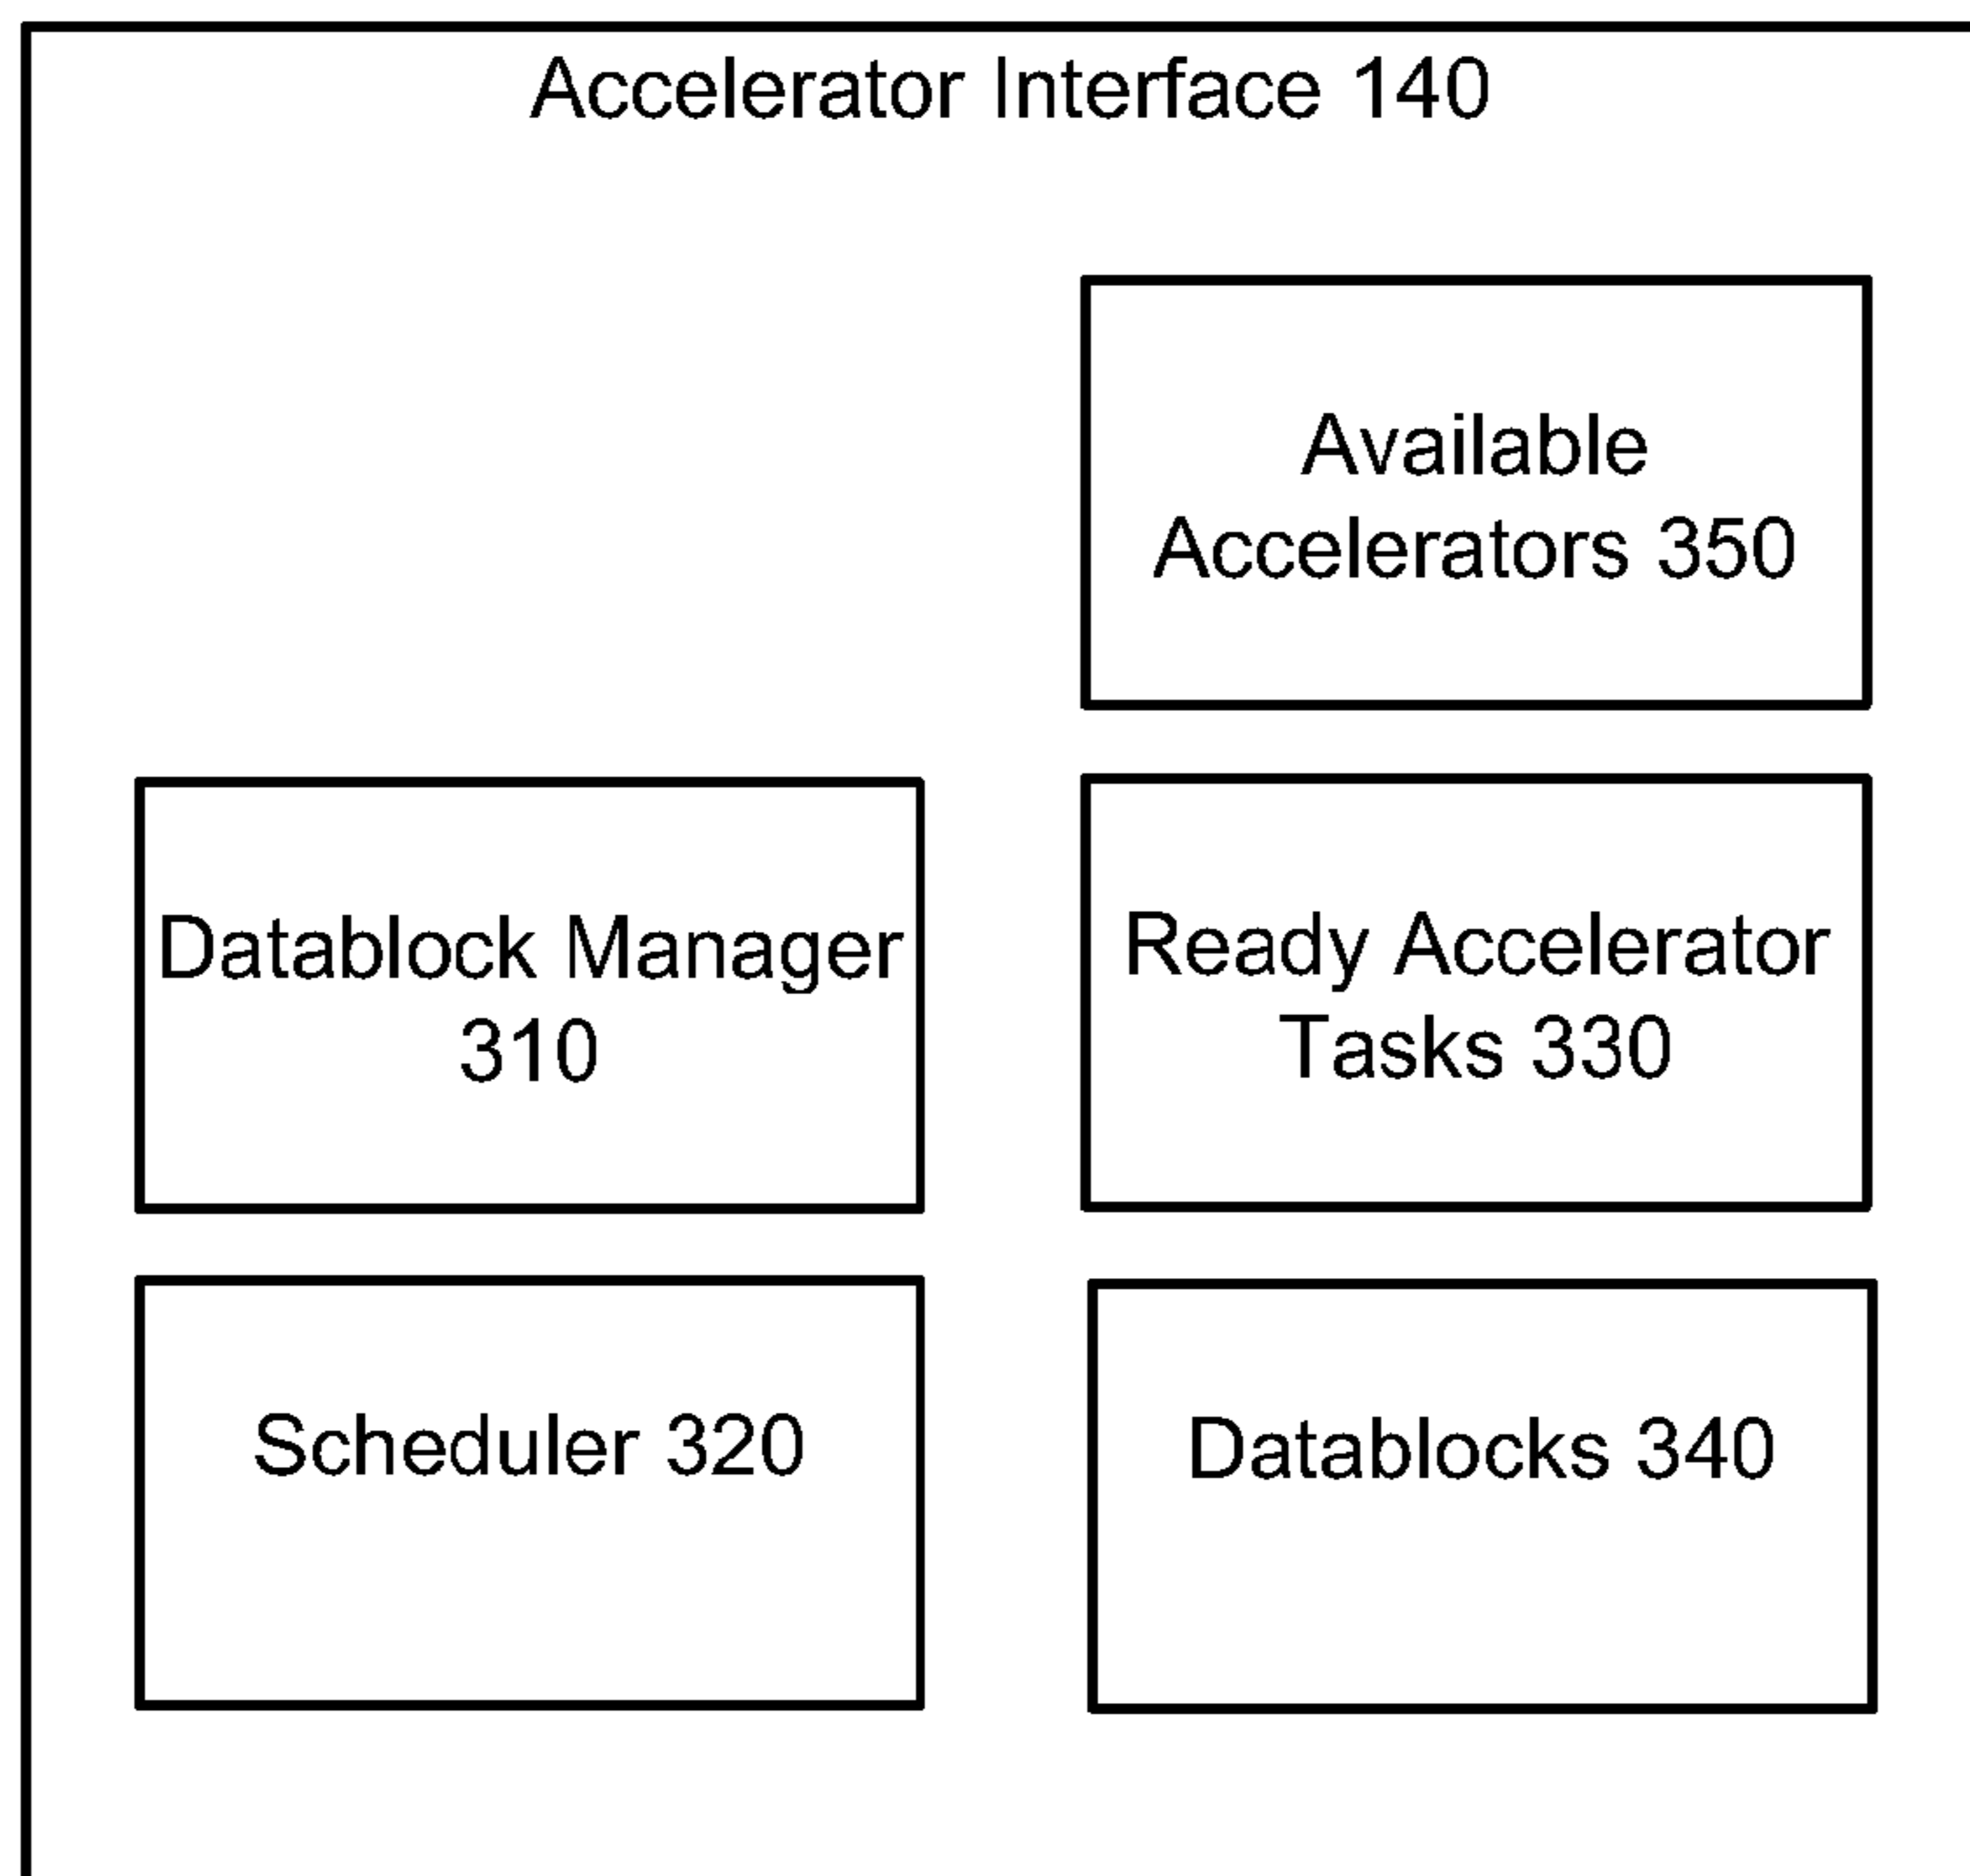 Accelerator Interface 140
Available
Accelerators 350
Datablock Manager
310
Ready Accelerator
Tasks 330
Scheduler 320
Datablocks 340